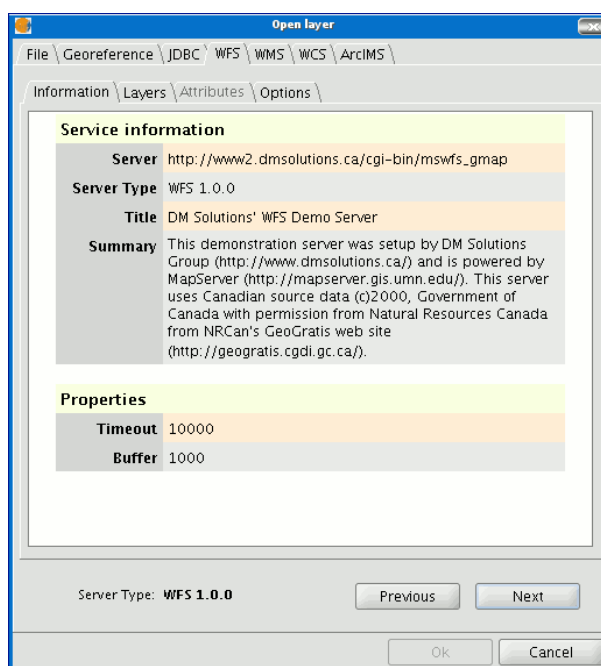 Open layer
File Georeference JDBC WFS WMS WCS ArcIMS
Information Layers Attributes Options
Service information
Server http://www2.dmsolutions.ca/cgi-bin/mswfs_gmap
Server Type WFS 1.0.0
Title DM Solutions' WFS Demo Server
Summary This demonstration server was setup by DM Solutions
Group (http://www.dmsolutions.ca/) and is powered by
MapServer (http://mapserver.gis.umn.edu/). This server
uses Canadian source data (c)2000, Government of
Canada with permission from Natural Resources Canada
from NRCan's GeoGratis web site
(http://geogratis.cgdi.gc.ca/).
Properties
Timeout 10000
Buffer 1000
Server Type: WFS 1.0.0
Previous Next
Ok Cancel